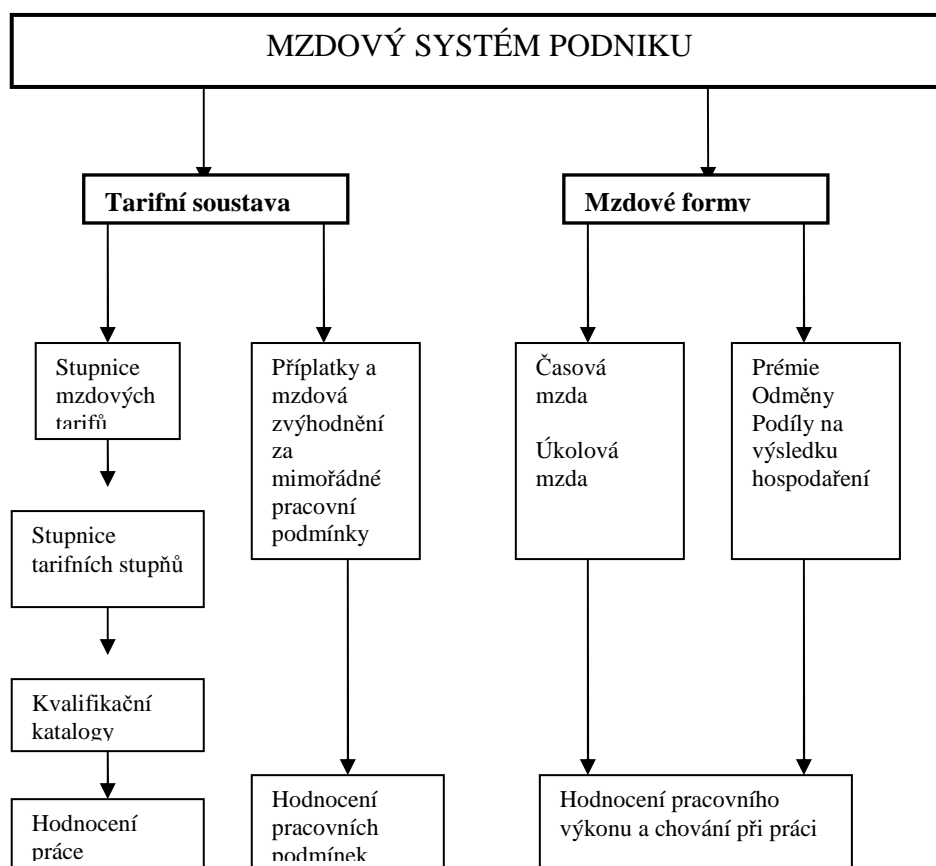 MZDOVÝ SYSTÉM PODNIKU
Tarifní soustava
Mzdové formy
Stupnice
mzdových
tarifů
Příplatky a
mzdová
zvýhodnění
za
mimořádné
pracovní
podmínky
Časová
mzda
Úkolová
mzda
Prémie
Odměny
Podíly na
výsledku
hospodaření
Stupnice
tarifních stupňů
Kvalifikační
katalogy
Hodnocení
práce
Hodnocení
pracovních
podmínek
Hodnocení pracovního
výkonu a chování při práci